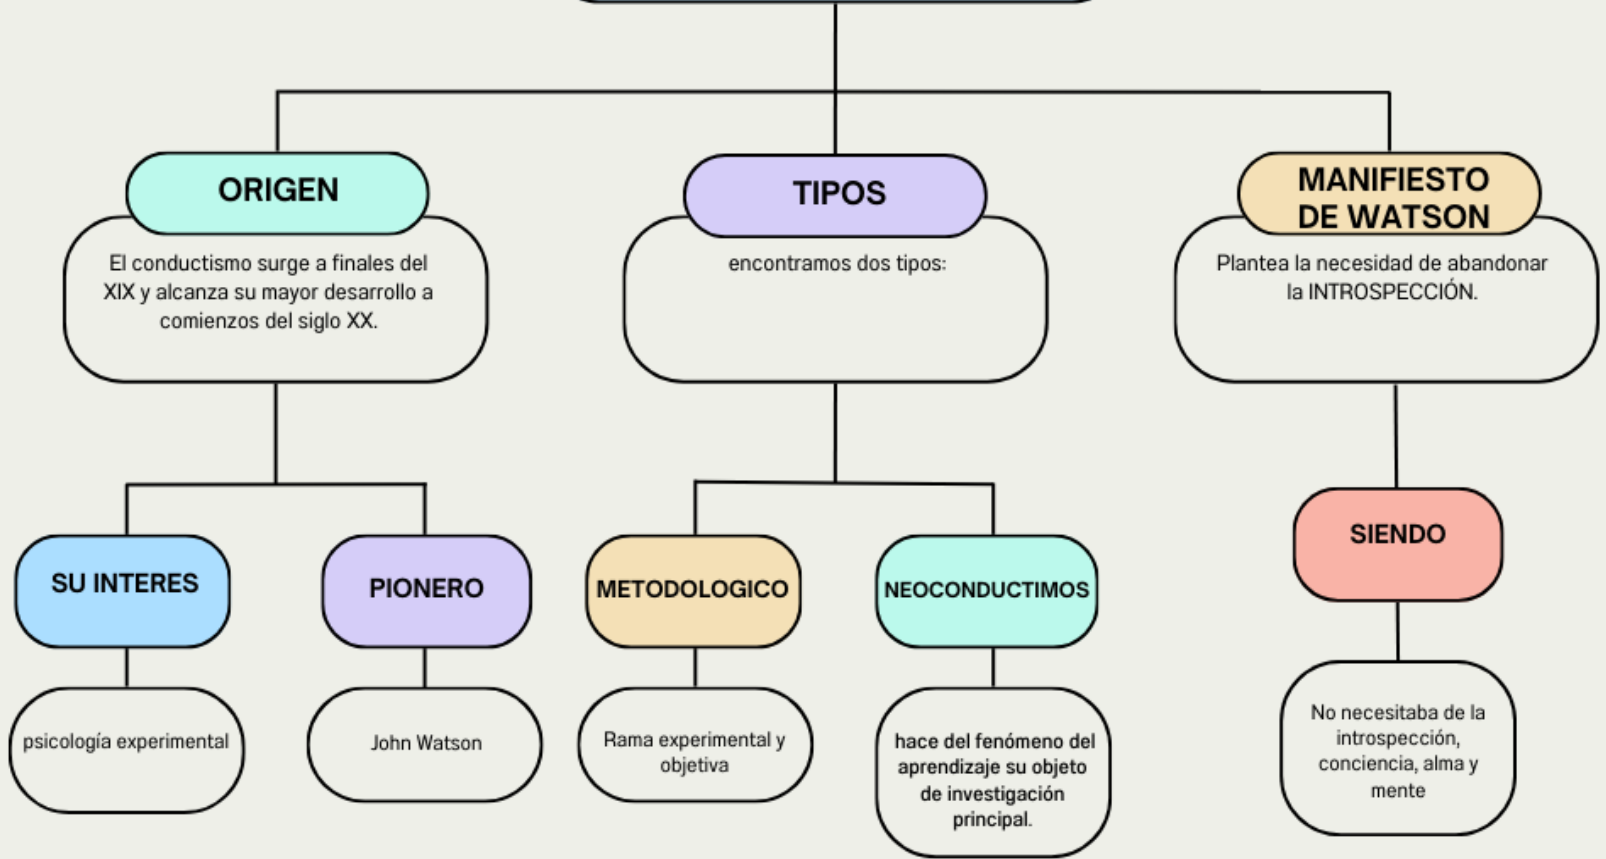 ORIGEN
El conductismo surge a finales del
XIX y alcanza su mayor desarrollo a
comienzos del siglo XX.
TIPOS
encontramos dos tipos:
MANIFIESTO
DE WATSON
Plantea la necesidad de abandonar
la INTROSPECCIÓN.
SU INTERES
psicología experimental
PIONERO
John Watson
METODOLOGICO
Rama experimental y
objetiva
NEOCONDUCTIMOS
hace del fenómeno del
aprendizaje su objeto
de investigación
principal.
SIENDO
No necesitaba de la
introspección,
conciencia, alma y
mente